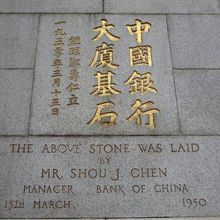 中國銀行
大廈基石
經理鄭壽仁立
一九五零年三月十五日
THE ABOVE STONE WAS LAID
BY
MR. SHOU J. CHEN
MANAGER BANK OF CHINA
15TH MARCH, 1950